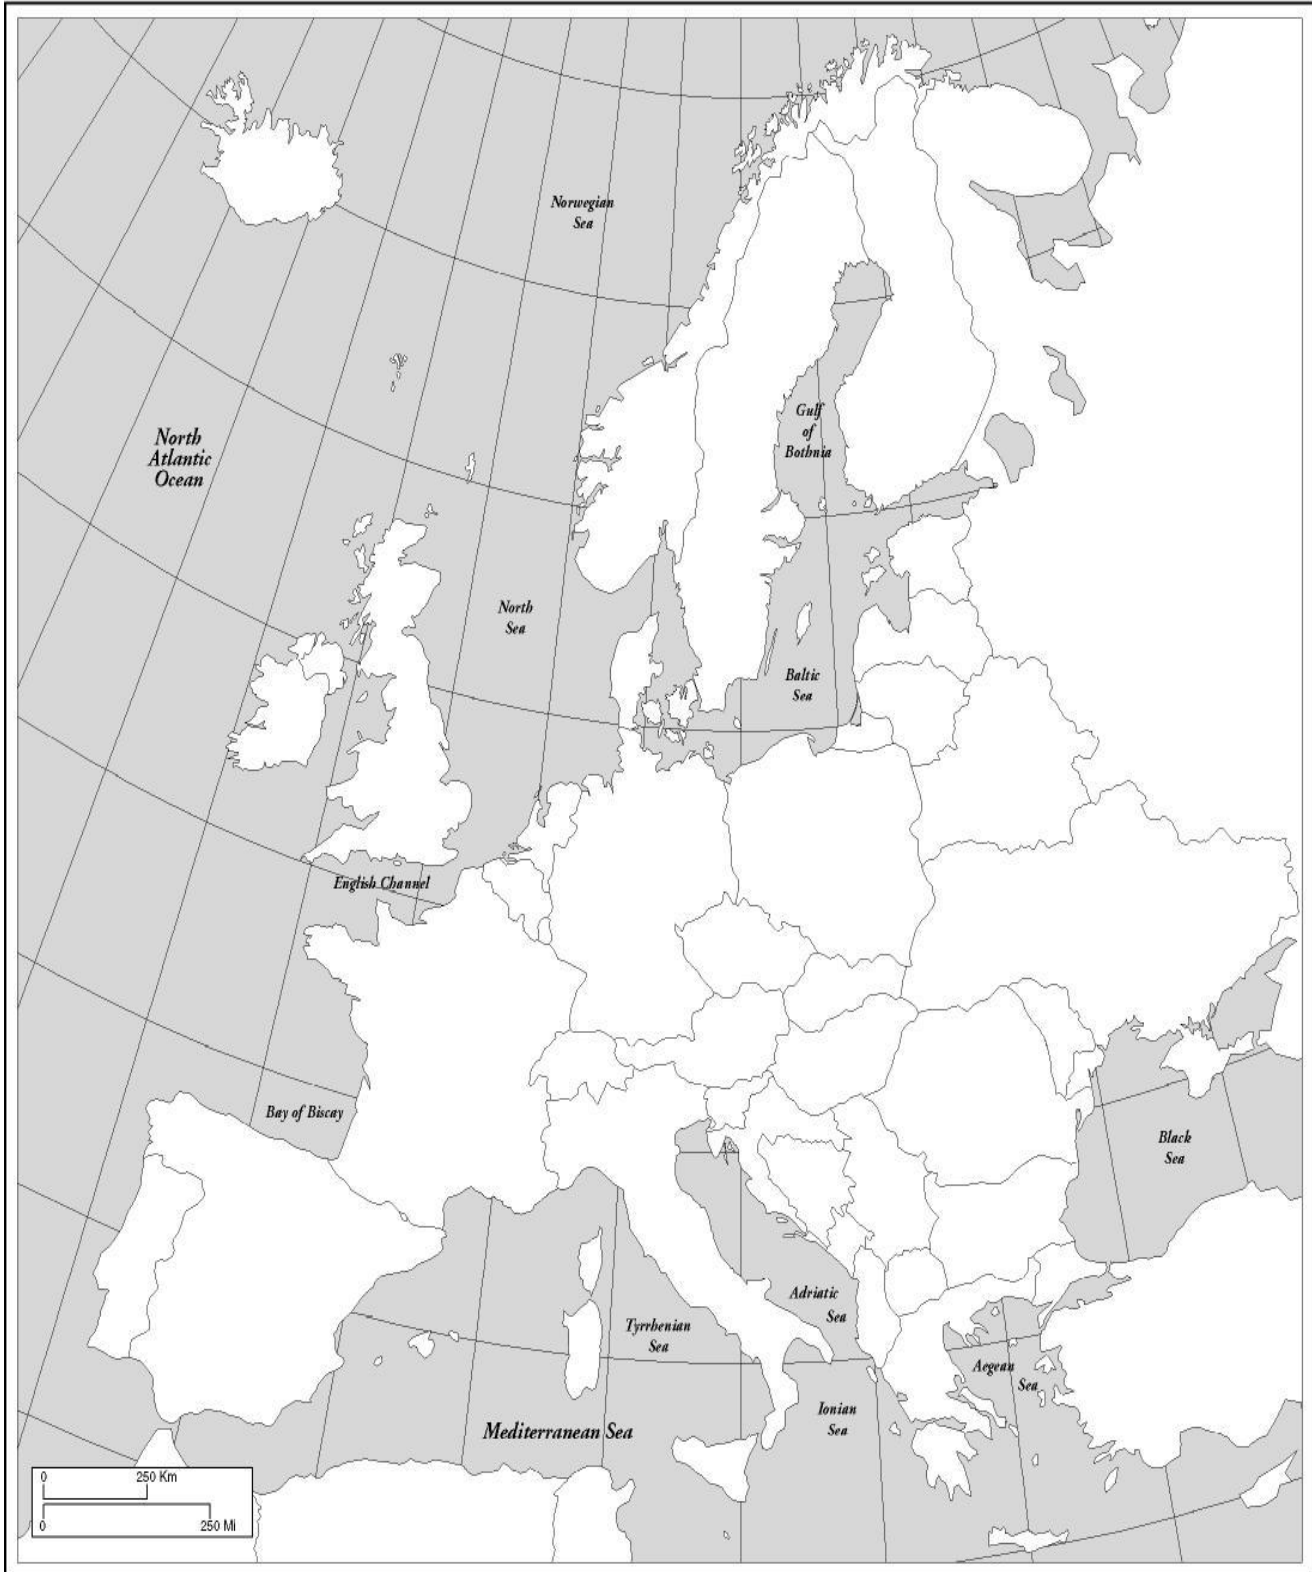 Norwegian
Sea
North
Atlantic
Ocean
Gulf
of
Bothnia
North
Sea
Baltic
Sea
English Channel
Bay of Biscay
Black
Sea
Adriatic
Sea
Tyrrhenian
Sea
Aegean
Sea
Ionian
Sea
Mediterranean Sea
0 250 Km
0 250 Mi